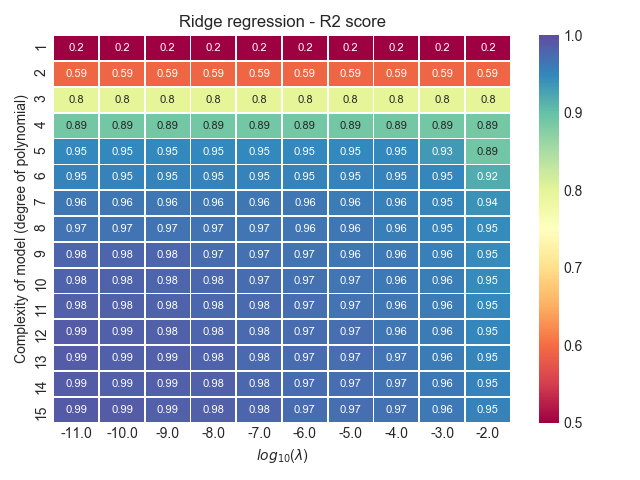 Ridge regression - R2 score
Complexity of model (degree of polynomial)
1 0.2 0.2 0.2 0.2 0.2 0.2 0.2 0.2 0.2 0.2
2 0.59 0.59 0.59 0.59 0.59 0.59 0.59 0.59 0.59 0.59
3 0.8 0.8 0.8 0.8 0.8 0.8 0.8 0.8 0.8 0.8
4 0.89 0.89 0.89 0.89 0.89 0.89 0.89 0.89 0.89 0.89
5 0.95 0.95 0.95 0.95 0.95 0.95 0.95 0.95 0.93 0.89
6 0.95 0.95 0.95 0.95 0.95 0.95 0.95 0.95 0.95 0.92
7 0.96 0.96 0.96 0.96 0.96 0.96 0.96 0.96 0.95 0.94
8 0.97 0.97 0.97 0.97 0.97 0.96 0.96 0.96 0.95 0.95
9 0.98 0.98 0.98 0.97 0.97 0.97 0.96 0.96 0.96 0.95
10 0.98 0.98 0.98 0.98 0.97 0.97 0.97 0.96 0.96 0.95
11 0.98 0.98 0.98 0.98 0.98 0.97 0.97 0.96 0.96 0.95
12 0.99 0.99 0.98 0.98 0.98 0.97 0.97 0.96 0.96 0.95
13 0.99 0.99 0.99 0.98 0.98 0.97 0.97 0.97 0.96 0.95
14 0.99 0.99 0.99 0.98 0.98 0.97 0.97 0.97 0.96 0.95
15 0.99 0.99 0.99 0.98 0.98 0.97 0.97 0.97 0.96 0.95
-11.0 -10.0 -9.0 -8.0 -7.0 -6.0 -5.0 -4.0 -3.0 -2.0
log10(λ)
1.0
0.9
0.8
0.7
0.6
0.5